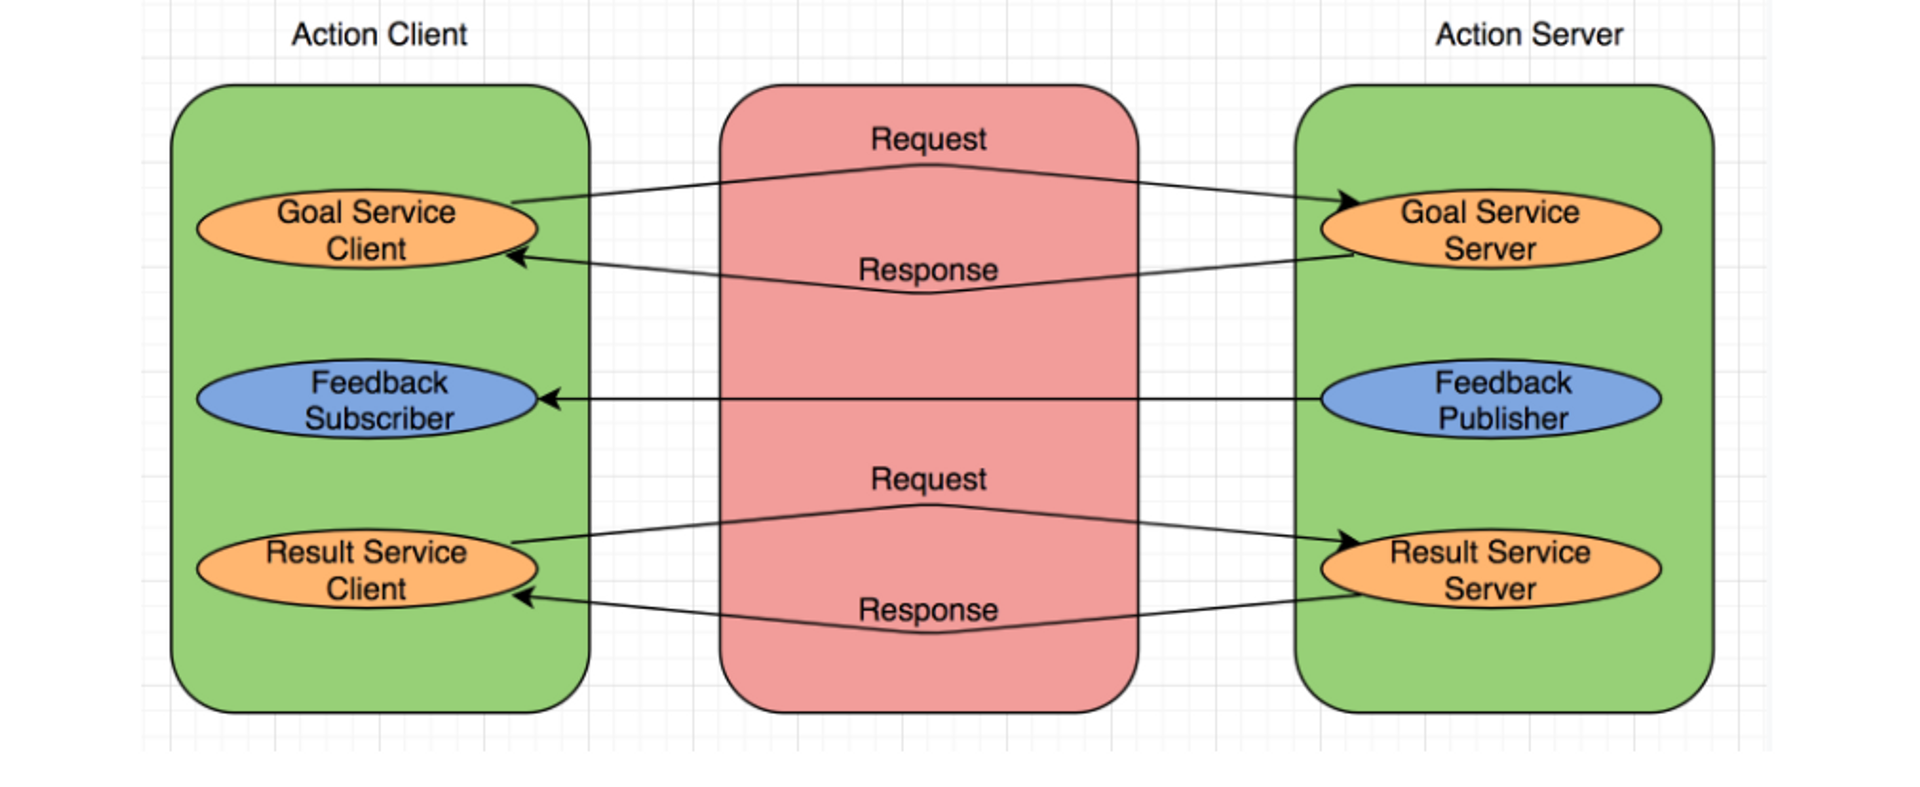 Action Client
Action Server
Request
Goal Service
Client
Goal Service
Server
Response
Feedback
Subscriber
Feedback
Publisher
Request
Result Service
Client
Result Service
Server
Response